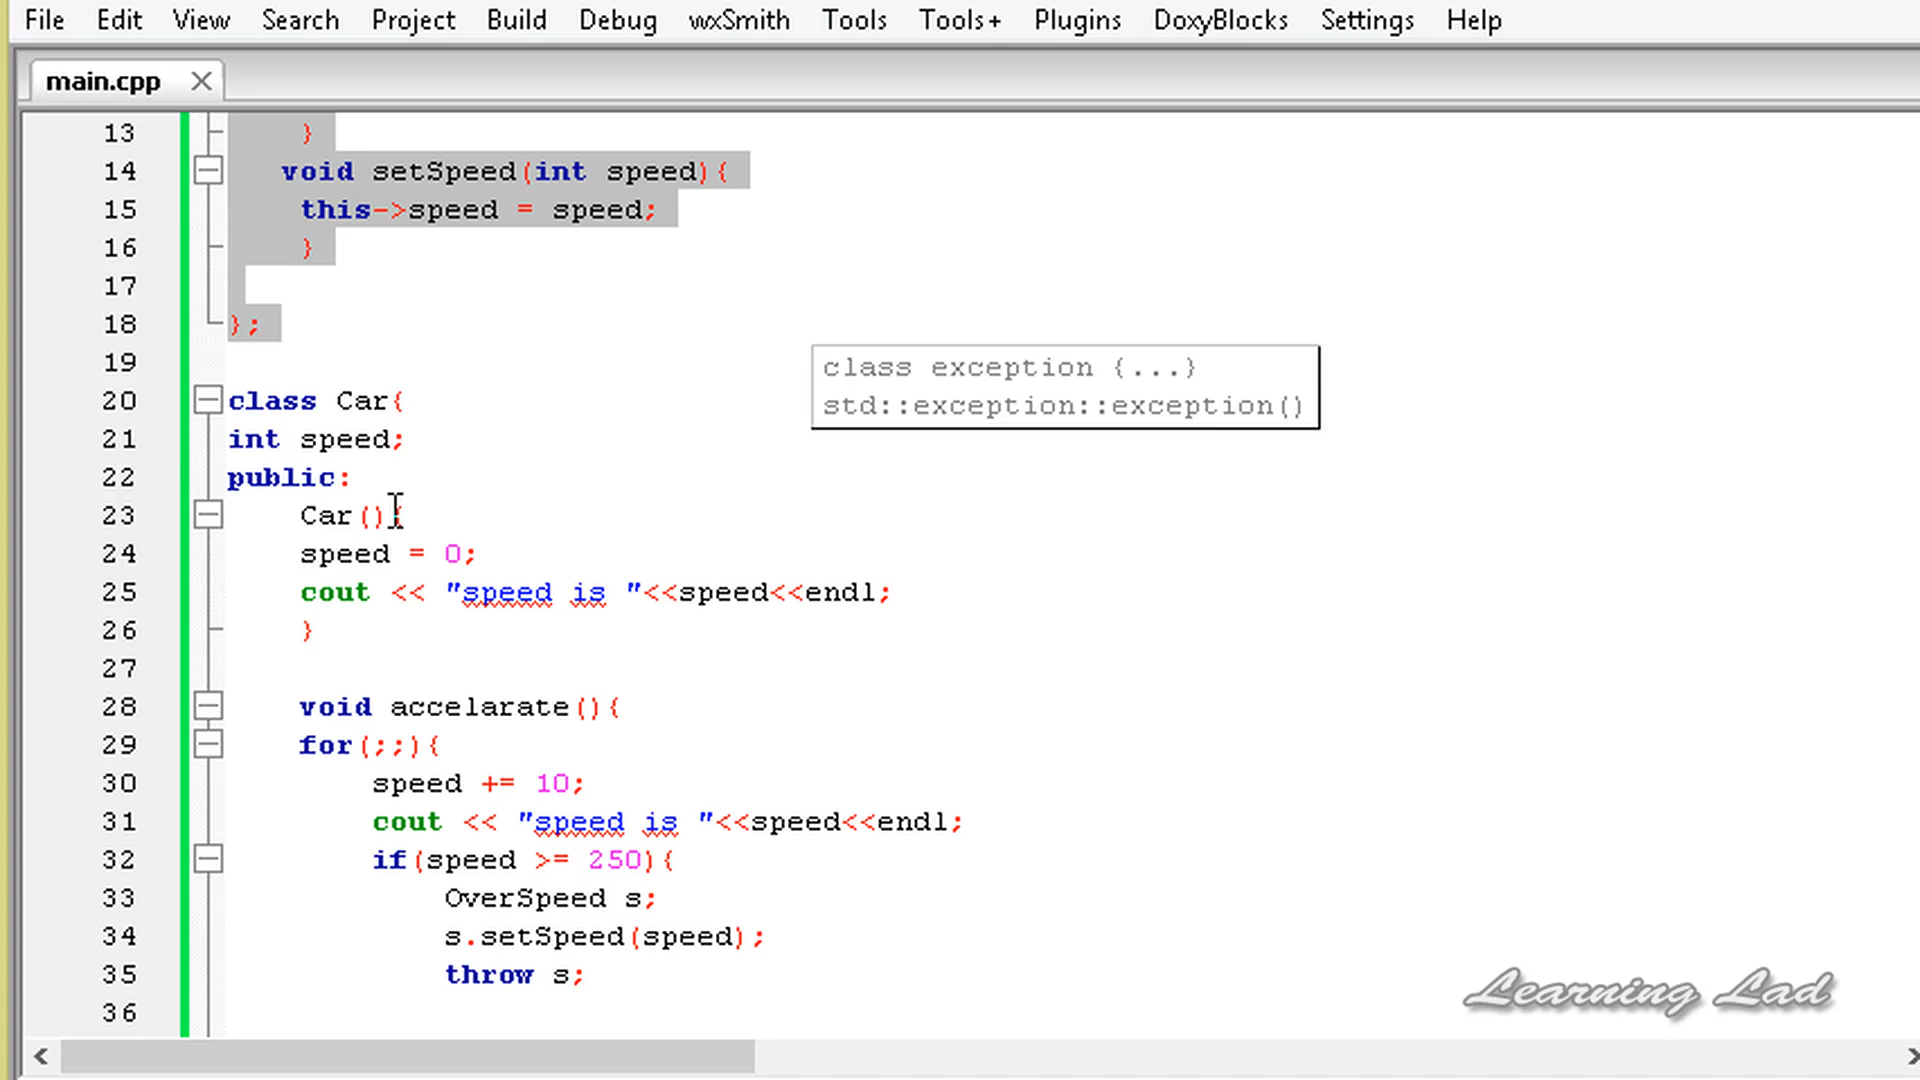 File Edit View Search Project Build Debug wxSmith Tools Tools+ Plugins DoxyBlocks Settings Help
main.cpp
13 }
14 void setSpeed(int speed){
15 this->speed = speed;
16 }
17
18 };
19
class exception {...}
std::exception::exception()
20 class Car{
21 int speed;
22 public:
23 Car(){
24 speed = 0;
25 cout << "speed is "<<speed<<endl;
26 }
27
28 void accelarate(){
29 for(;;){
30 speed += 10;
31 cout << "speed is "<<speed<<endl;
32 if(speed >= 250){
33 OverSpeed s;
34 s.setSpeed(speed);
35 throw s;
36
Learning Lad